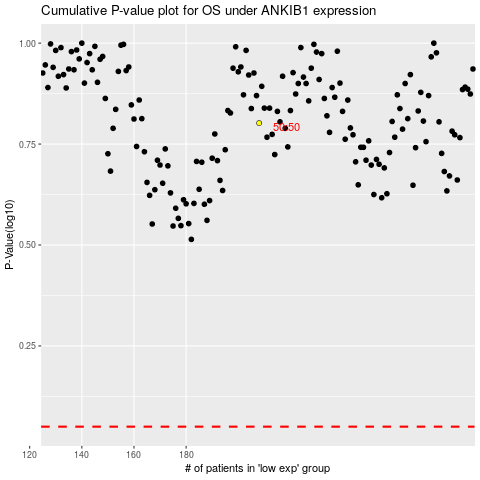 Cumulative P-value plot for OS under ANKIB1 expression
P-Value(log10)
1.00
0.75
0.50
0.25
50:50
120 140 160 180
# of patients in 'low exp' group